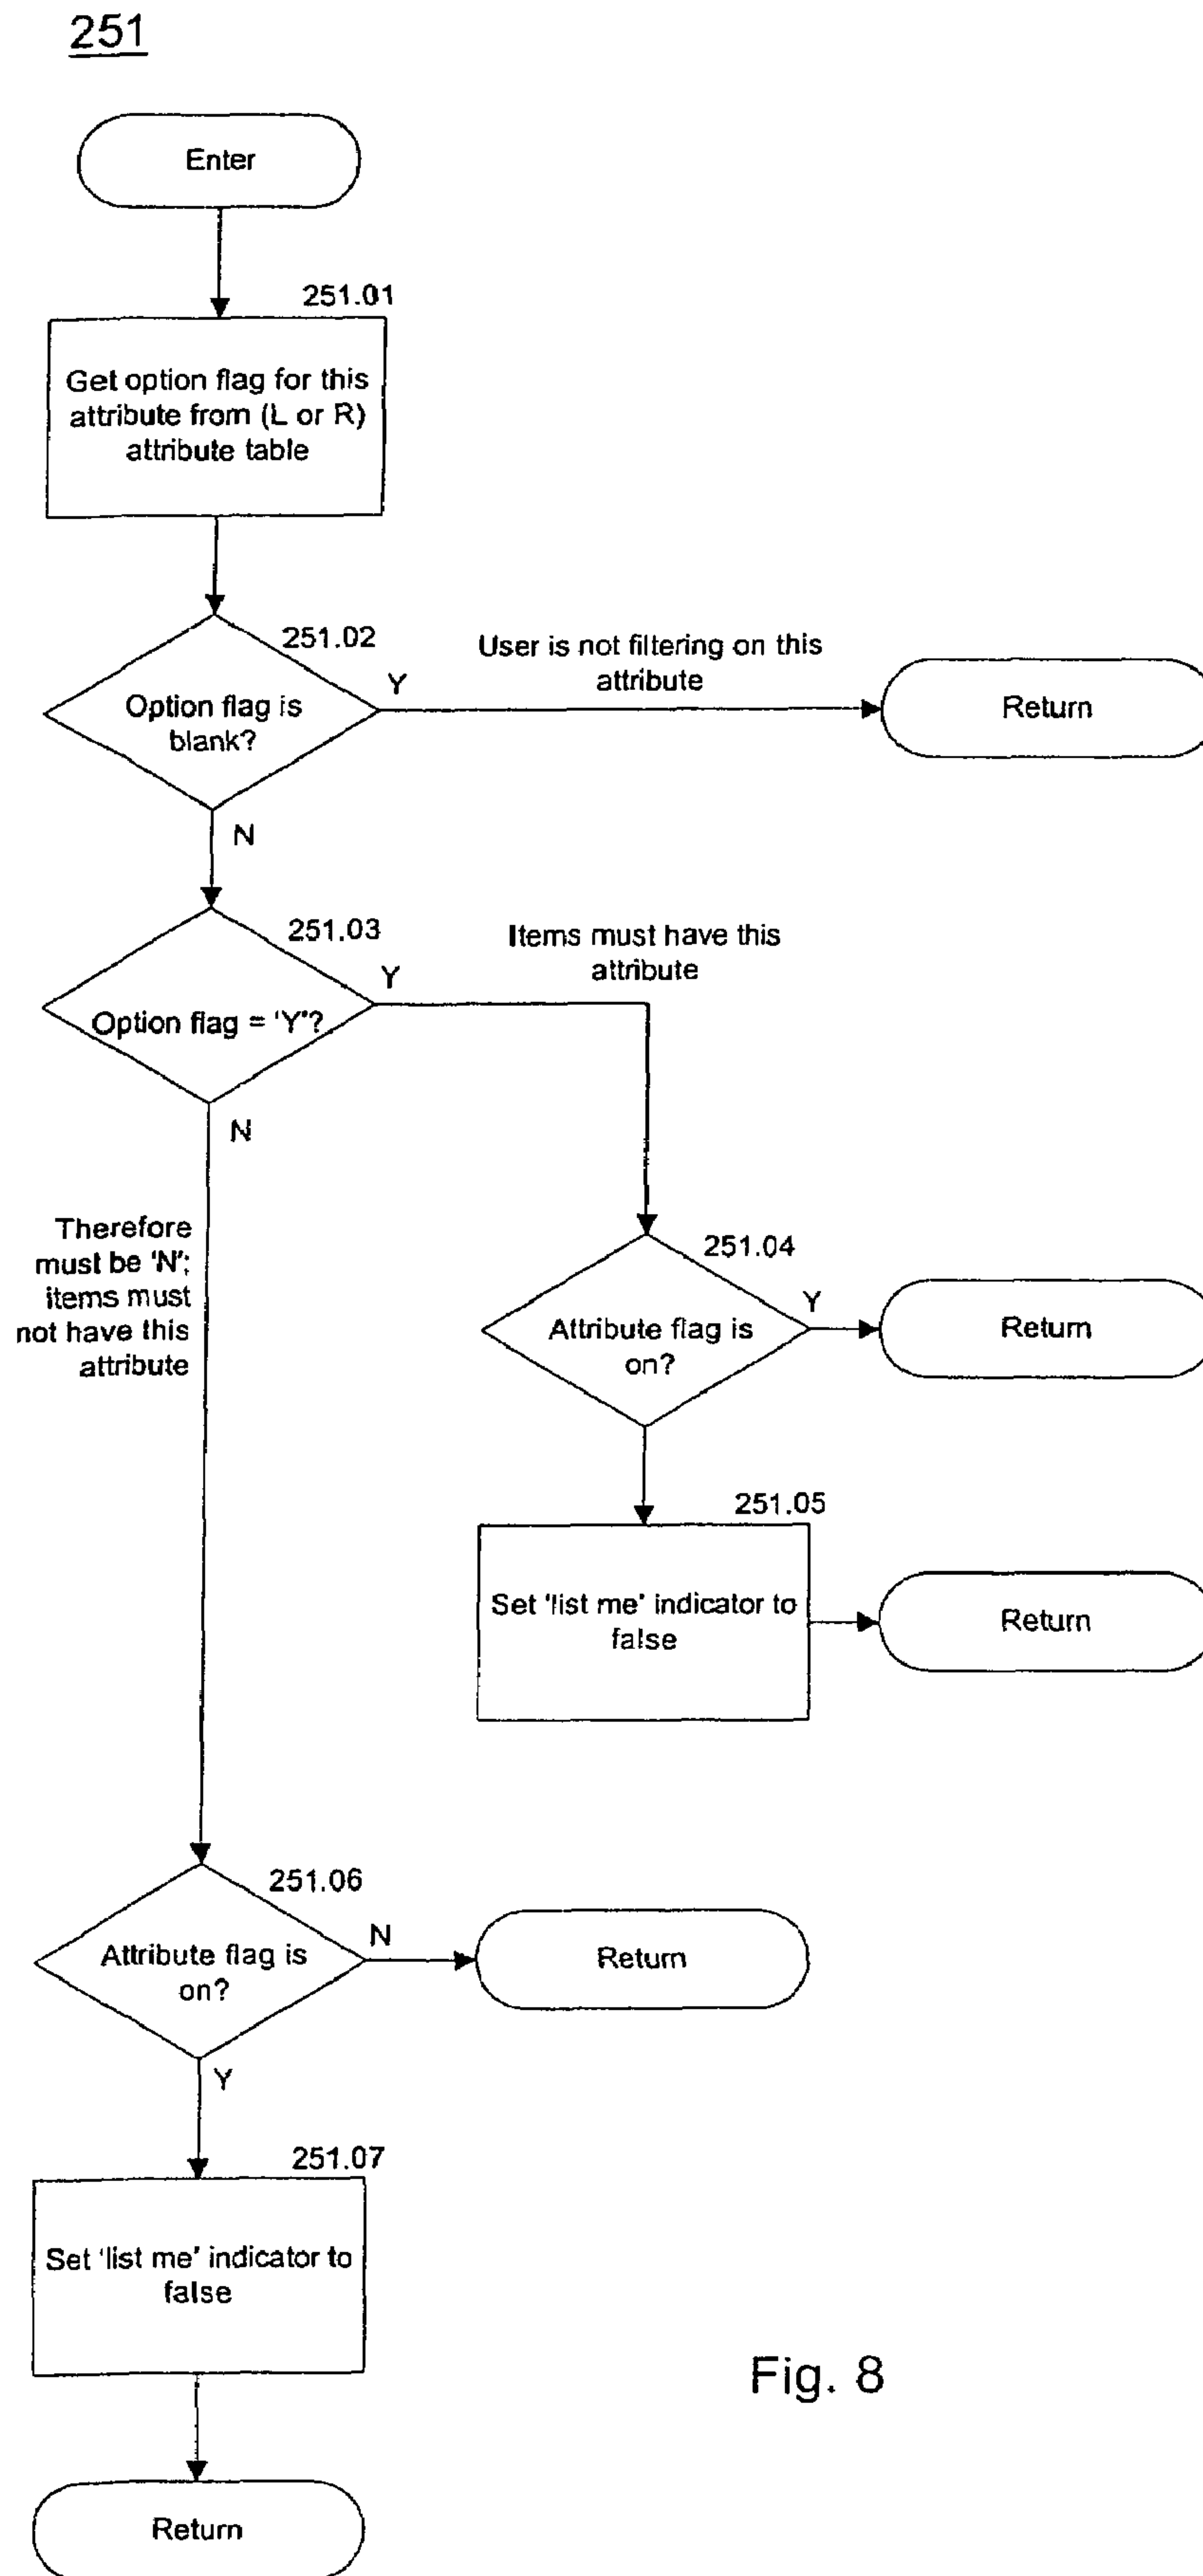 251
Enter
251.01
Get option flag for this
attribute from (L or R)
attribute table
251.02
Option flag is
blank?
Y
User is not filtering on this
attribute
Return
N
251.03
Option flag = 'Y'?
Y
Items must have this
attribute
N
Therefore
must be 'N';
items must
not have this
attribute
251.04
Attribute flag is
on?
Y
Return
251.05
Set 'list me' indicator to
false
Return
251.06
Attribute flag is
on?
N
Return
Y
251.07
Set 'list me' indicator to
false
Return
Fig. 8